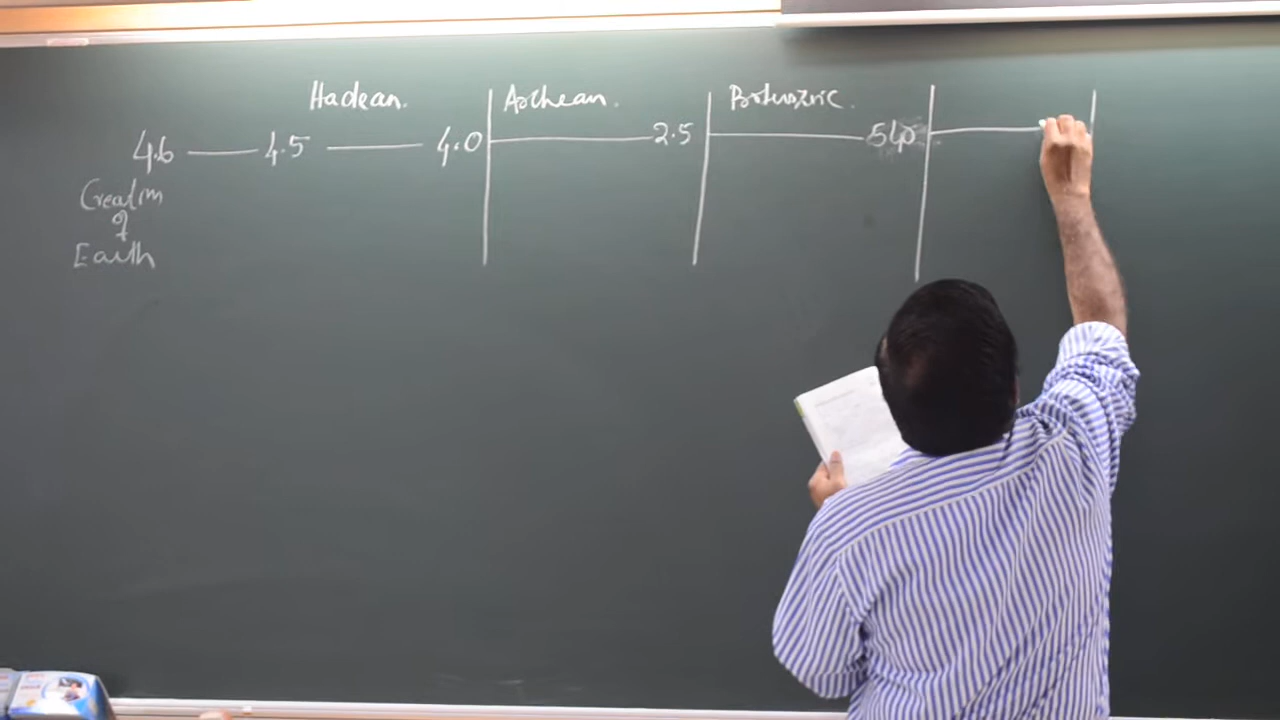 Hadean. Archean. Proterozoic.
4.6 — 4.5 — 4.0 — 2.5 — 540 —
Creation
of
Earth